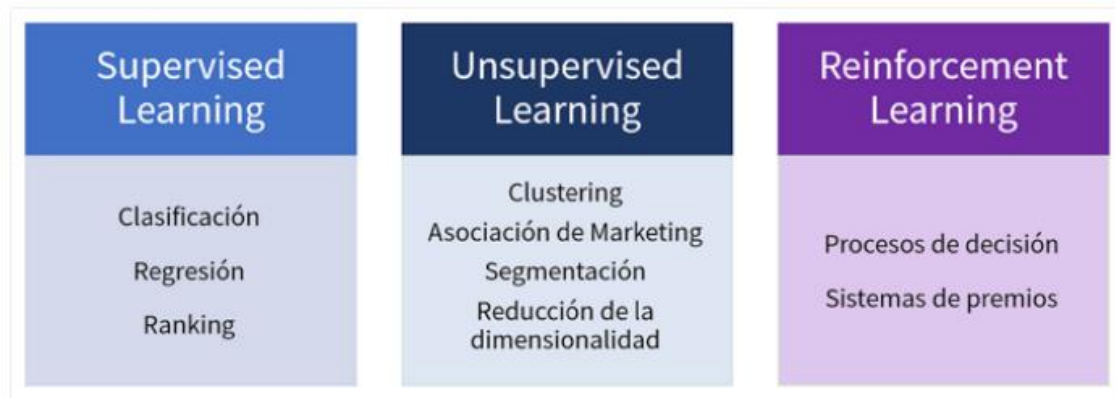 Supervised
Learning
Clasificación
Regresión
Ranking
Unsupervised
Learning
Clustering
Asociación de Marketing
Segmentación
Reducción de la
dimensionalidad
Reinforcement
Learning
Procesos de decisión
Sistemas de premios